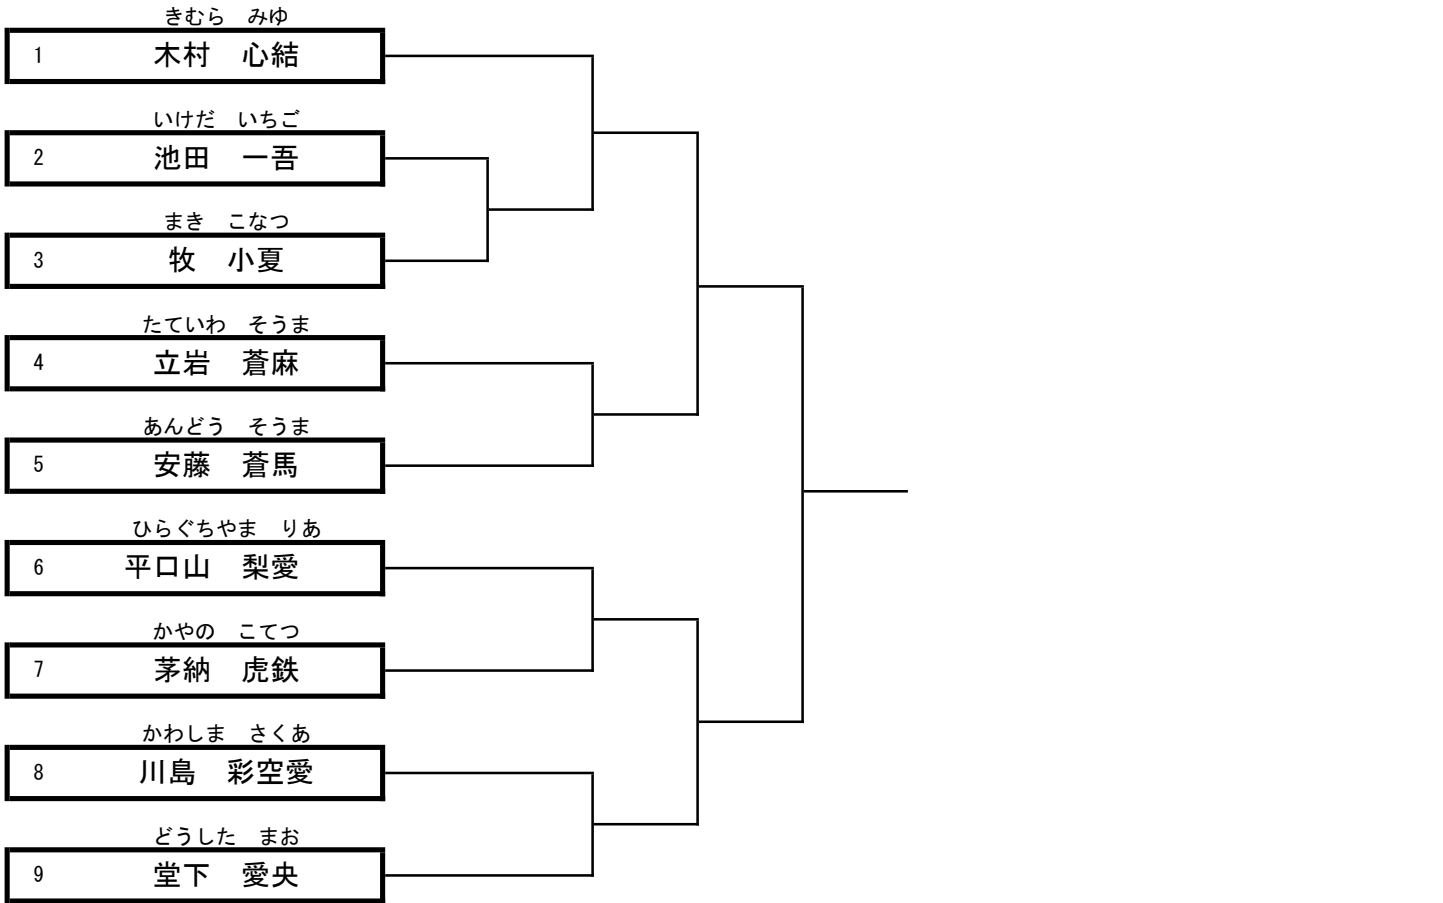 きむら　みゆ
1　木村　心結
いけだ　いちご
2　池田　一吾
まき　こなつ
3　牧　小夏
たていわ　そうま
4　立岩　蒼麻
あんどう　そうま
5　安藤　蒼馬
ひらぐちやま　りあ
6　平口山　梨愛
かやの　こてつ
7　茅納　虎鉄
かわしま　さくあ
8　川島　彩空愛
どうした　まお
9　堂下　愛央